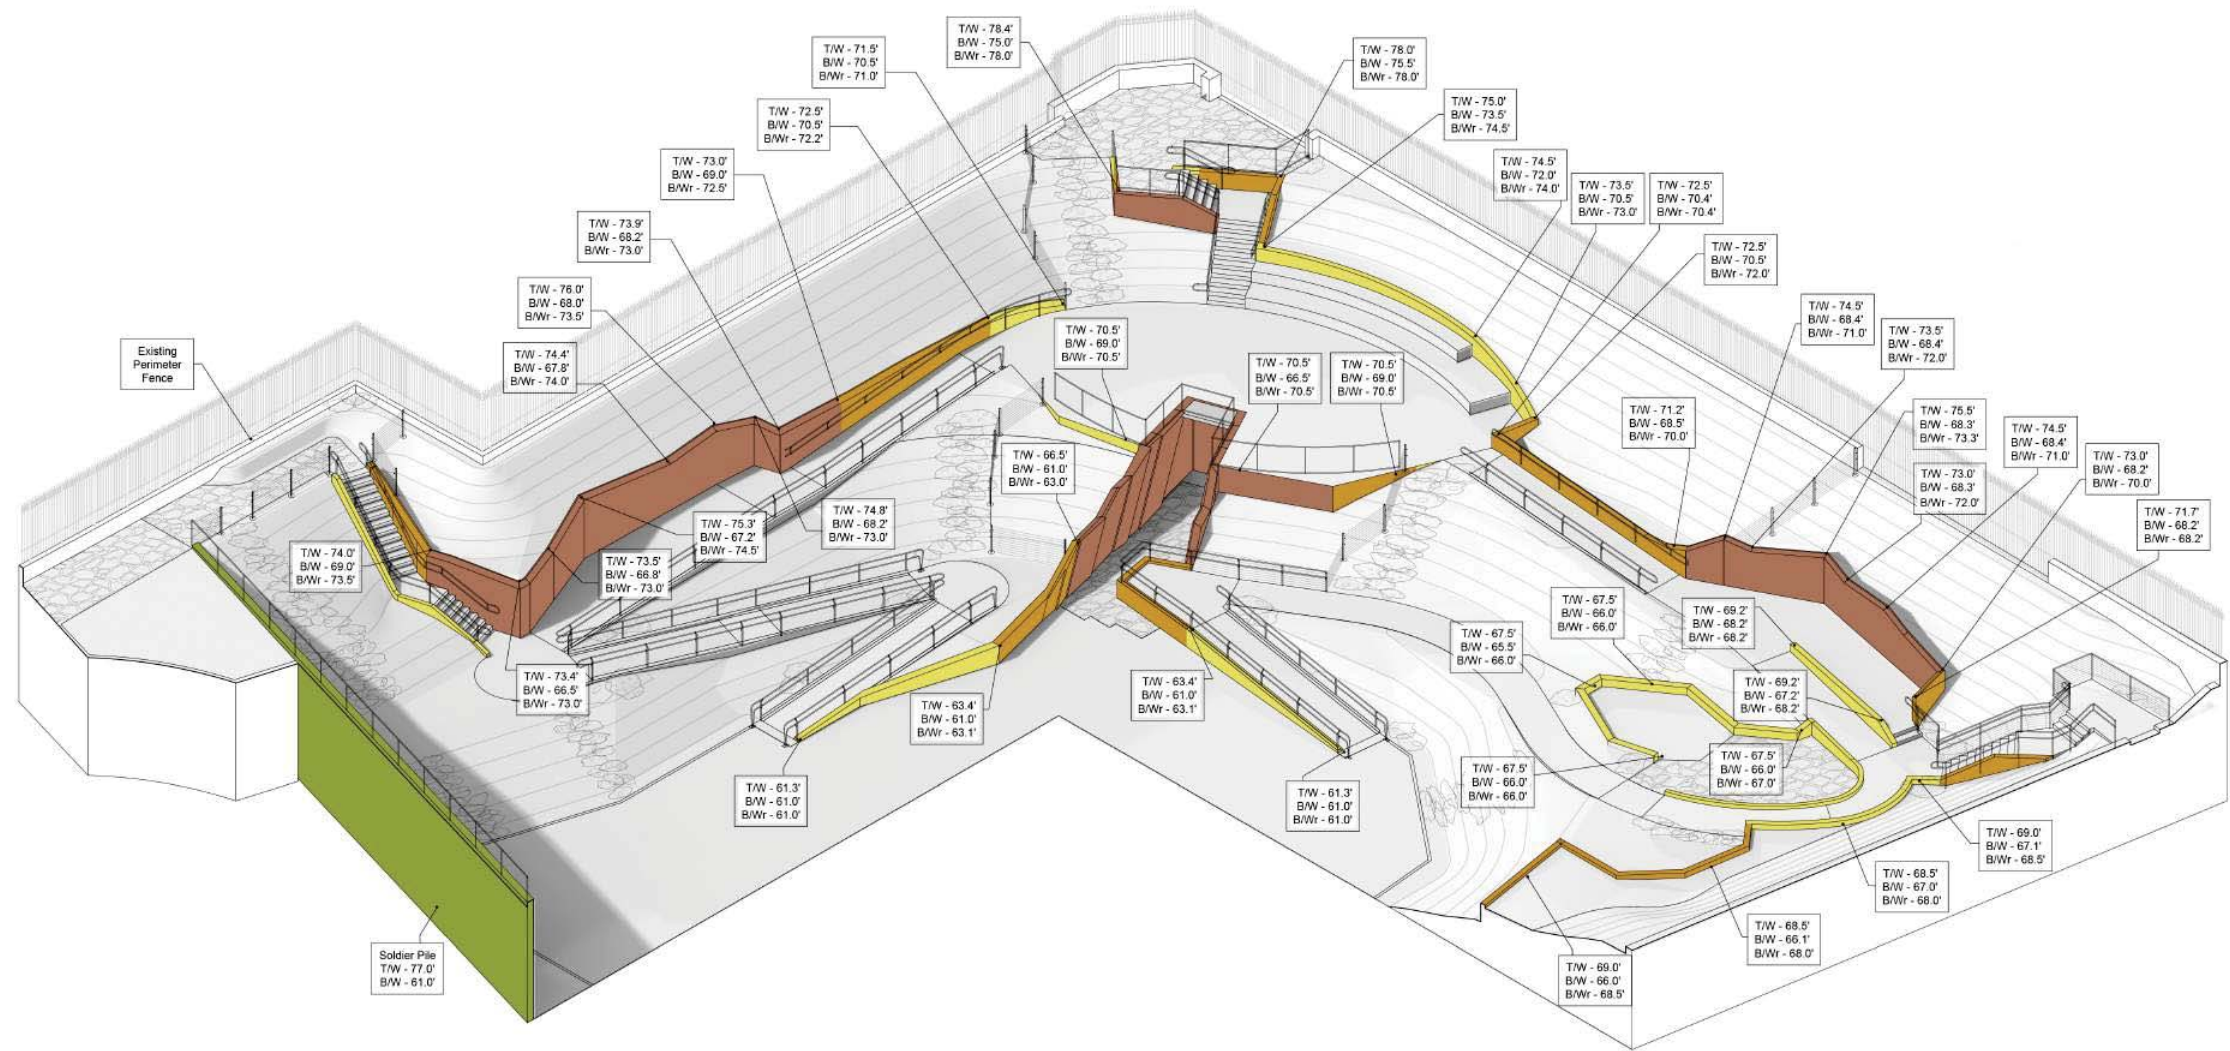 T/W - 78.4'
B/W - 75.0'
B/Wr - 78.0'
T/W - 71.5'
B/W - 70.5'
B/Wr - 71.0'
T/W - 78.0'
B/W - 75.5'
B/Wr - 78.0'
T/W - 72.5'
B/W - 70.5'
B/Wr - 72.2'
T/W - 75.0'
B/W - 73.5'
B/Wr - 74.5'
T/W - 73.0'
B/W - 69.0'
B/Wr - 72.5'
T/W - 74.5'
B/W - 72.0'
B/Wr - 74.0'
T/W - 73.5'
B/W - 70.5'
B/Wr - 73.0'
T/W - 72.5'
B/W - 70.4'
B/Wr - 70.4'
T/W - 73.9'
B/W - 68.2'
B/Wr - 73.0'
T/W - 72.5'
B/W - 70.5'
B/Wr - 72.0'
T/W - 76.0'
B/W - 68.0'
B/Wr - 73.5'
T/W - 74.5'
B/W - 68.4'
B/Wr - 71.0'
T/W - 70.5'
B/W - 69.0'
B/Wr - 70.5'
T/W - 73.5'
B/W - 68.4'
B/Wr - 72.0'
Existing
Perimeter
Fence
T/W - 74.4'
B/W - 67.8'
B/Wr - 74.0'
T/W - 70.5'
B/W - 66.5'
B/Wr - 70.5'
T/W - 70.5'
B/W - 69.0'
B/Wr - 70.5'
T/W - 71.2'
B/W - 68.5'
B/Wr - 70.0'
T/W - 75.5'
B/W - 68.3'
B/Wr - 73.3'
T/W - 74.5'
B/W - 68.4'
B/Wr - 71.0'
T/W - 66.5'
B/W - 61.0'
B/Wr - 63.0'
T/W - 73.0'
B/W - 68.2'
B/Wr - 70.0'
T/W - 73.0'
B/W - 68.3'
B/Wr - 72.0'
T/W - 74.8'
B/W - 68.2'
B/Wr - 73.0'
T/W - 71.7'
B/W - 68.2'
B/Wr - 68.2'
T/W - 75.3'
B/W - 67.2'
B/Wr - 74.5'
T/W - 74.0'
B/W - 69.0'
B/Wr - 73.5'
T/W - 73.5'
B/W - 66.8'
B/Wr - 73.0'
T/W - 67.5'
B/W - 66.0'
B/Wr - 66.0'
T/W - 69.2'
B/W - 68.2'
B/Wr - 68.2'
T/W - 67.5'
B/W - 65.5'
B/Wr - 66.0'
T/W - 73.4'
B/W - 66.5'
B/Wr - 73.0'
T/W - 63.4'
B/W - 61.0'
B/Wr - 63.1'
T/W - 69.2'
B/W - 67.2'
B/Wr - 68.2'
T/W - 63.4'
B/W - 61.0'
B/Wr - 63.1'
T/W - 67.5'
B/W - 66.0'
B/Wr - 67.0'
T/W - 67.5'
B/W - 66.0'
B/Wr - 66.0'
T/W - 61.3'
B/W - 61.0'
B/Wr - 61.0'
T/W - 61.3'
B/W - 61.0'
B/Wr - 61.0'
T/W - 69.0'
B/W - 67.1'
B/Wr - 68.5'
T/W - 68.5'
B/W - 67.0'
B/Wr - 68.0'
T/W - 68.5'
B/W - 66.1'
B/Wr - 68.0'
Soldier Pile
T/W - 77.0'
B/W - 61.0'
T/W - 69.0'
B/W - 66.0'
B/Wr - 68.5'